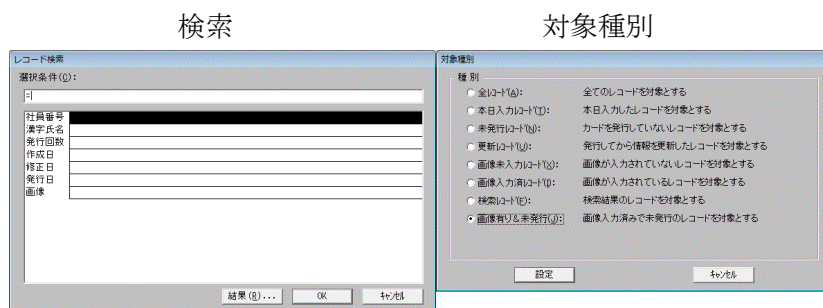 検索
対象種別
レコード検索
選択条件(O):
=
社員番号
漢字氏名
発行回数
作成日
修正日
発行日
画像
結果(R)...
OK
キャンセル
対象種別
種別
全レコード(A): 全てのレコードを対象とする
本日入力レコード(T): 本日入力したレコードを対象とする
未発行レコード(N): カードを発行していないレコードを対象とする
更新レコード(U): 発行してから情報を更新したレコードを対象とする
画像未入力レコード(X): 画像が入力されていないレコードを対象とする
画像入力済レコード(I): 画像が入力されているレコードを対象とする
検索レコード(F): 検索結果のレコードを対象とする
画像有り&未発行(J): 画像入力済みで未発行のレコードを対象とする
設定
キャンセル